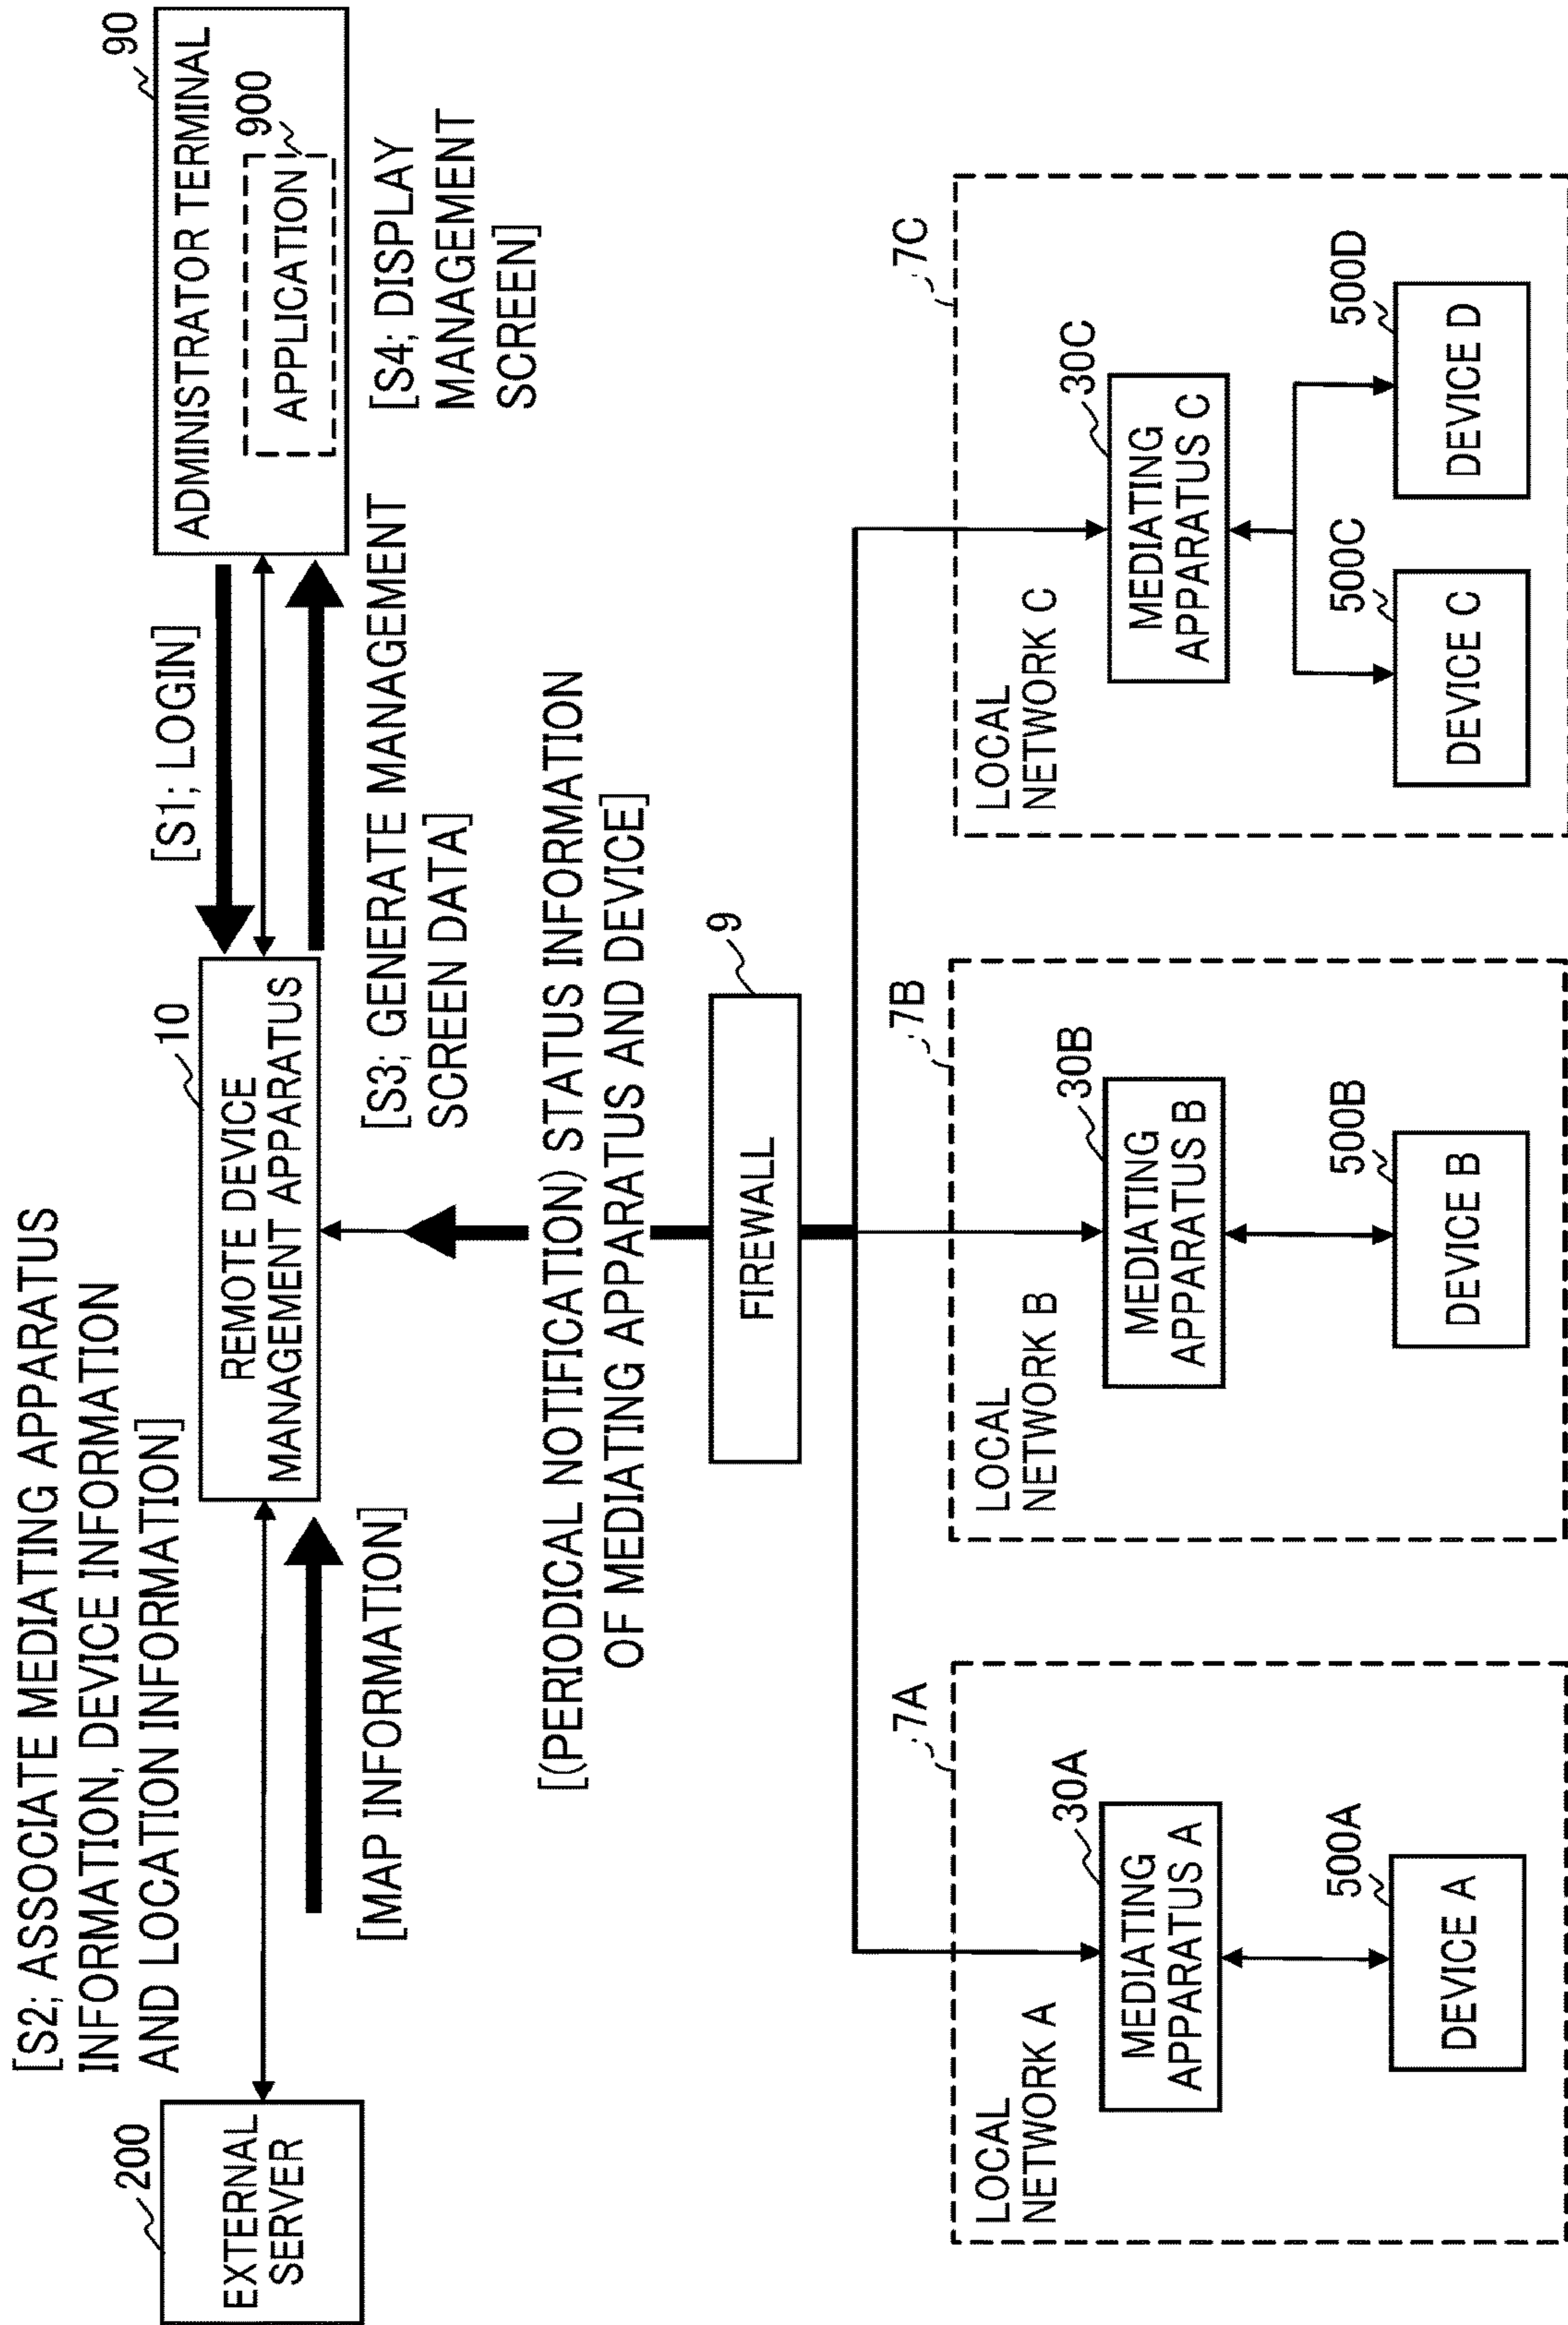 [S2; ASSOCIATE MEDIATING APPARATUS
INFORMATION, DEVICE INFORMATION
AND LOCATION INFORMATION]
200
EXTERNAL
SERVER
[MAP INFORMATION]
10
REMOTE DEVICE
MANAGEMENT APPARATUS
[S1; LOGIN]
[S3; GENERATE MANAGEMENT
SCREEN DATA]
90
ADMINISTRATOR TERMINAL
900
APPLICATION
[S4; DISPLAY
MANAGEMENT
SCREEN]
[(PERIODICAL NOTIFICATION) STATUS INFORMATION
OF MEDIATING APPARATUS AND DEVICE]
9
FIREWALL
7A
LOCAL
NETWORK A
30A
MEDIATING
APPARATUS A
500A
DEVICE A
7B
LOCAL
NETWORK B
30B
MEDIATING
APPARATUS B
500B
DEVICE B
7C
LOCAL
NETWORK C
30C
MEDIATING
APPARATUS C
500C
DEVICE C
500D
DEVICE D